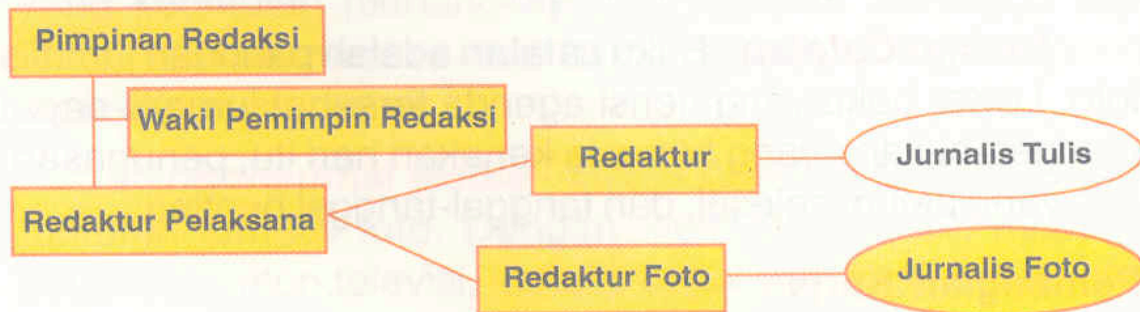 Pimpinan Redaksi
Wakil Pemimpin Redaksi
Redaktur
Jurnalis Tulis
Redaktur Pelaksana
Redaktur Foto
Jurnalis Foto